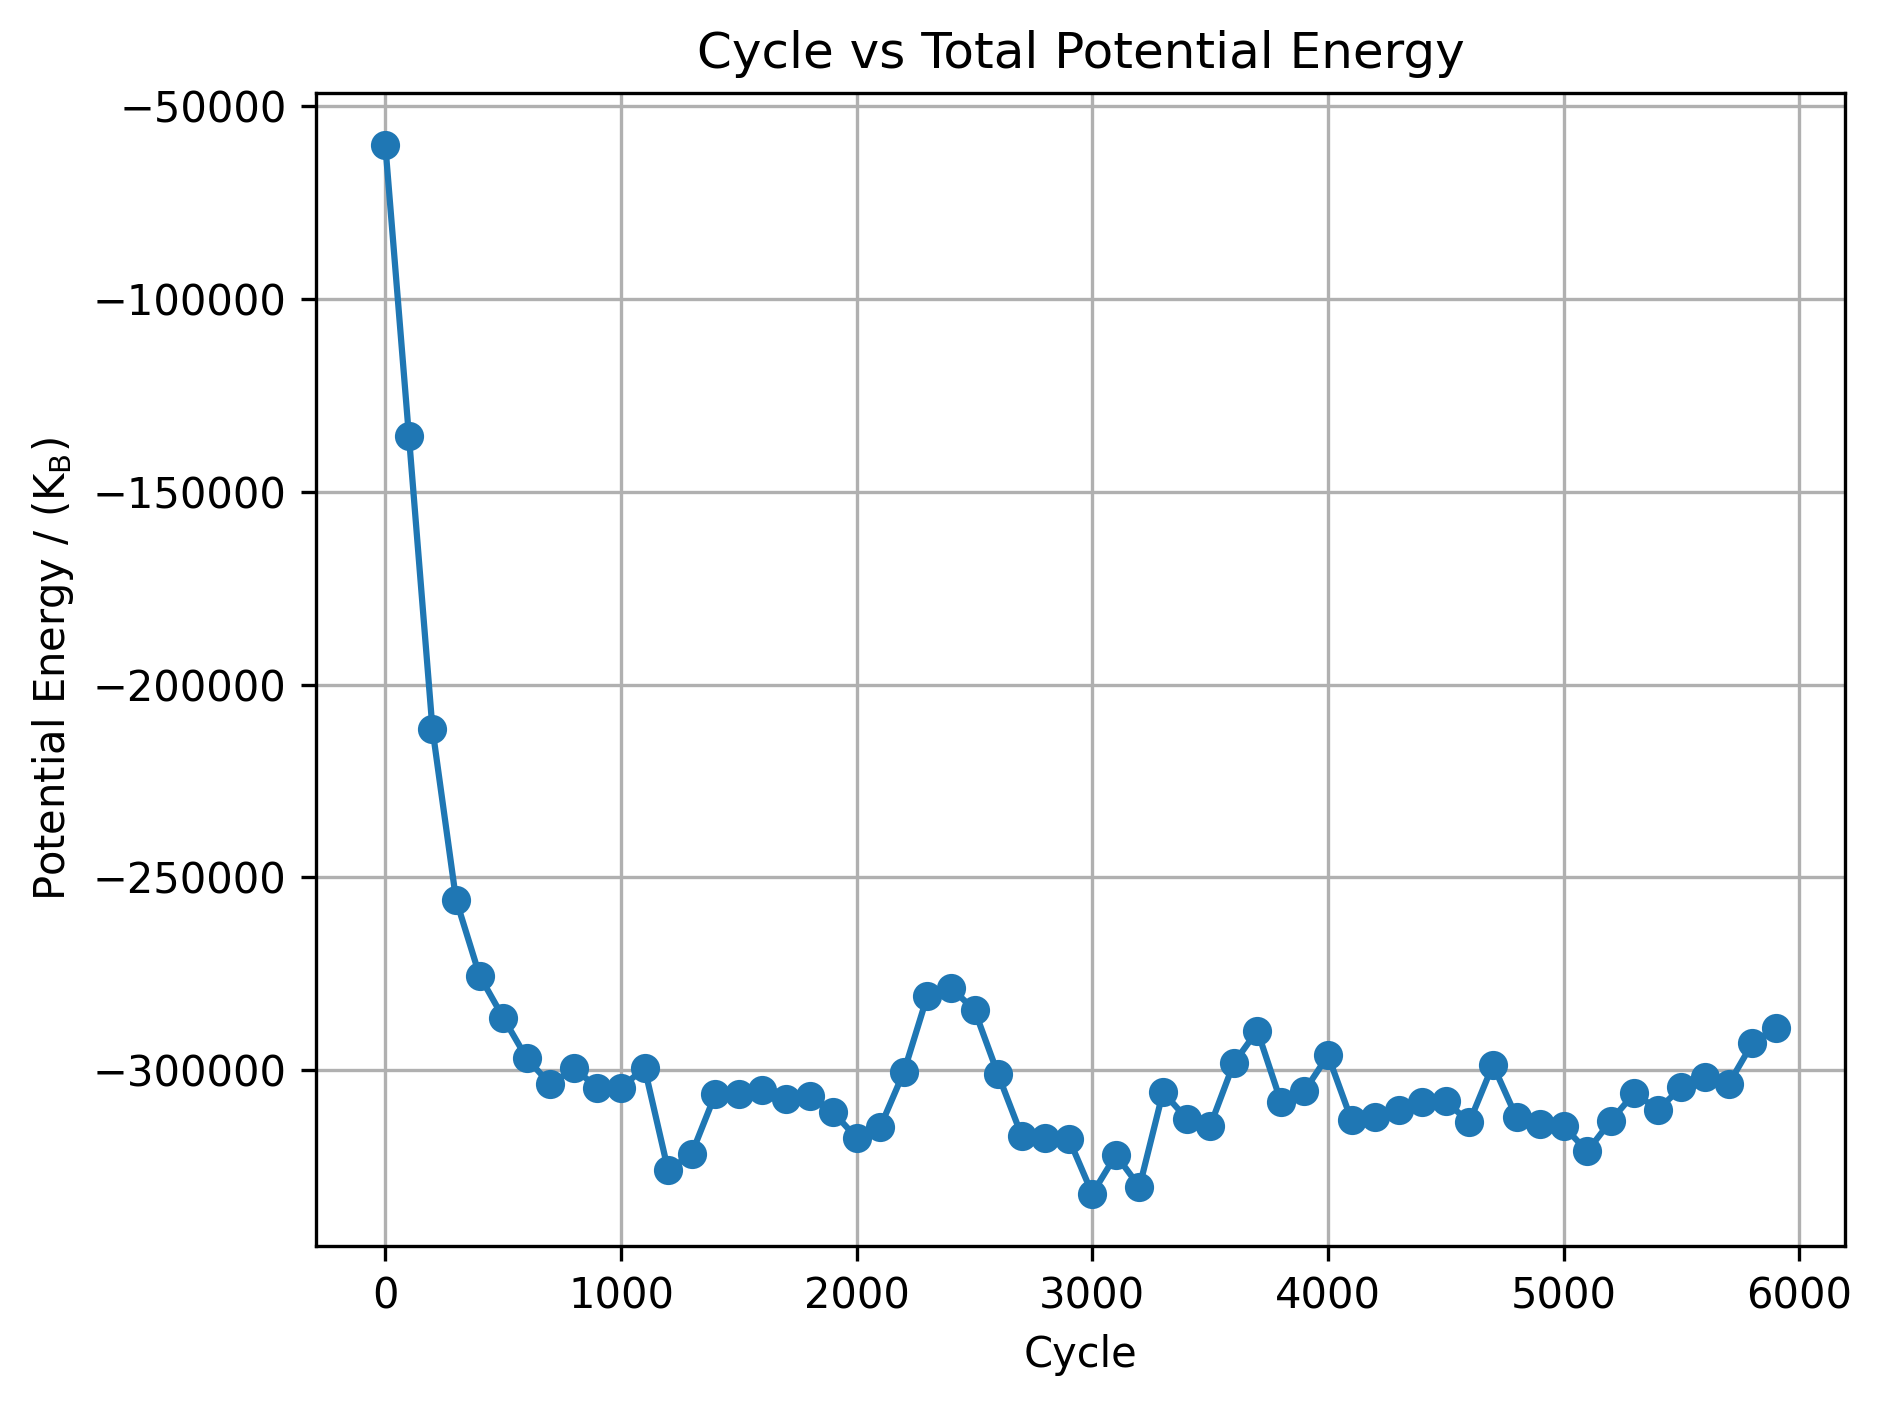 Cycle vs Total Potential Energy
Potential Energy / (K_B)
−50000
−100000
−150000
−200000
−250000
−300000
0 1000 2000 3000 4000 5000 6000
Cycle